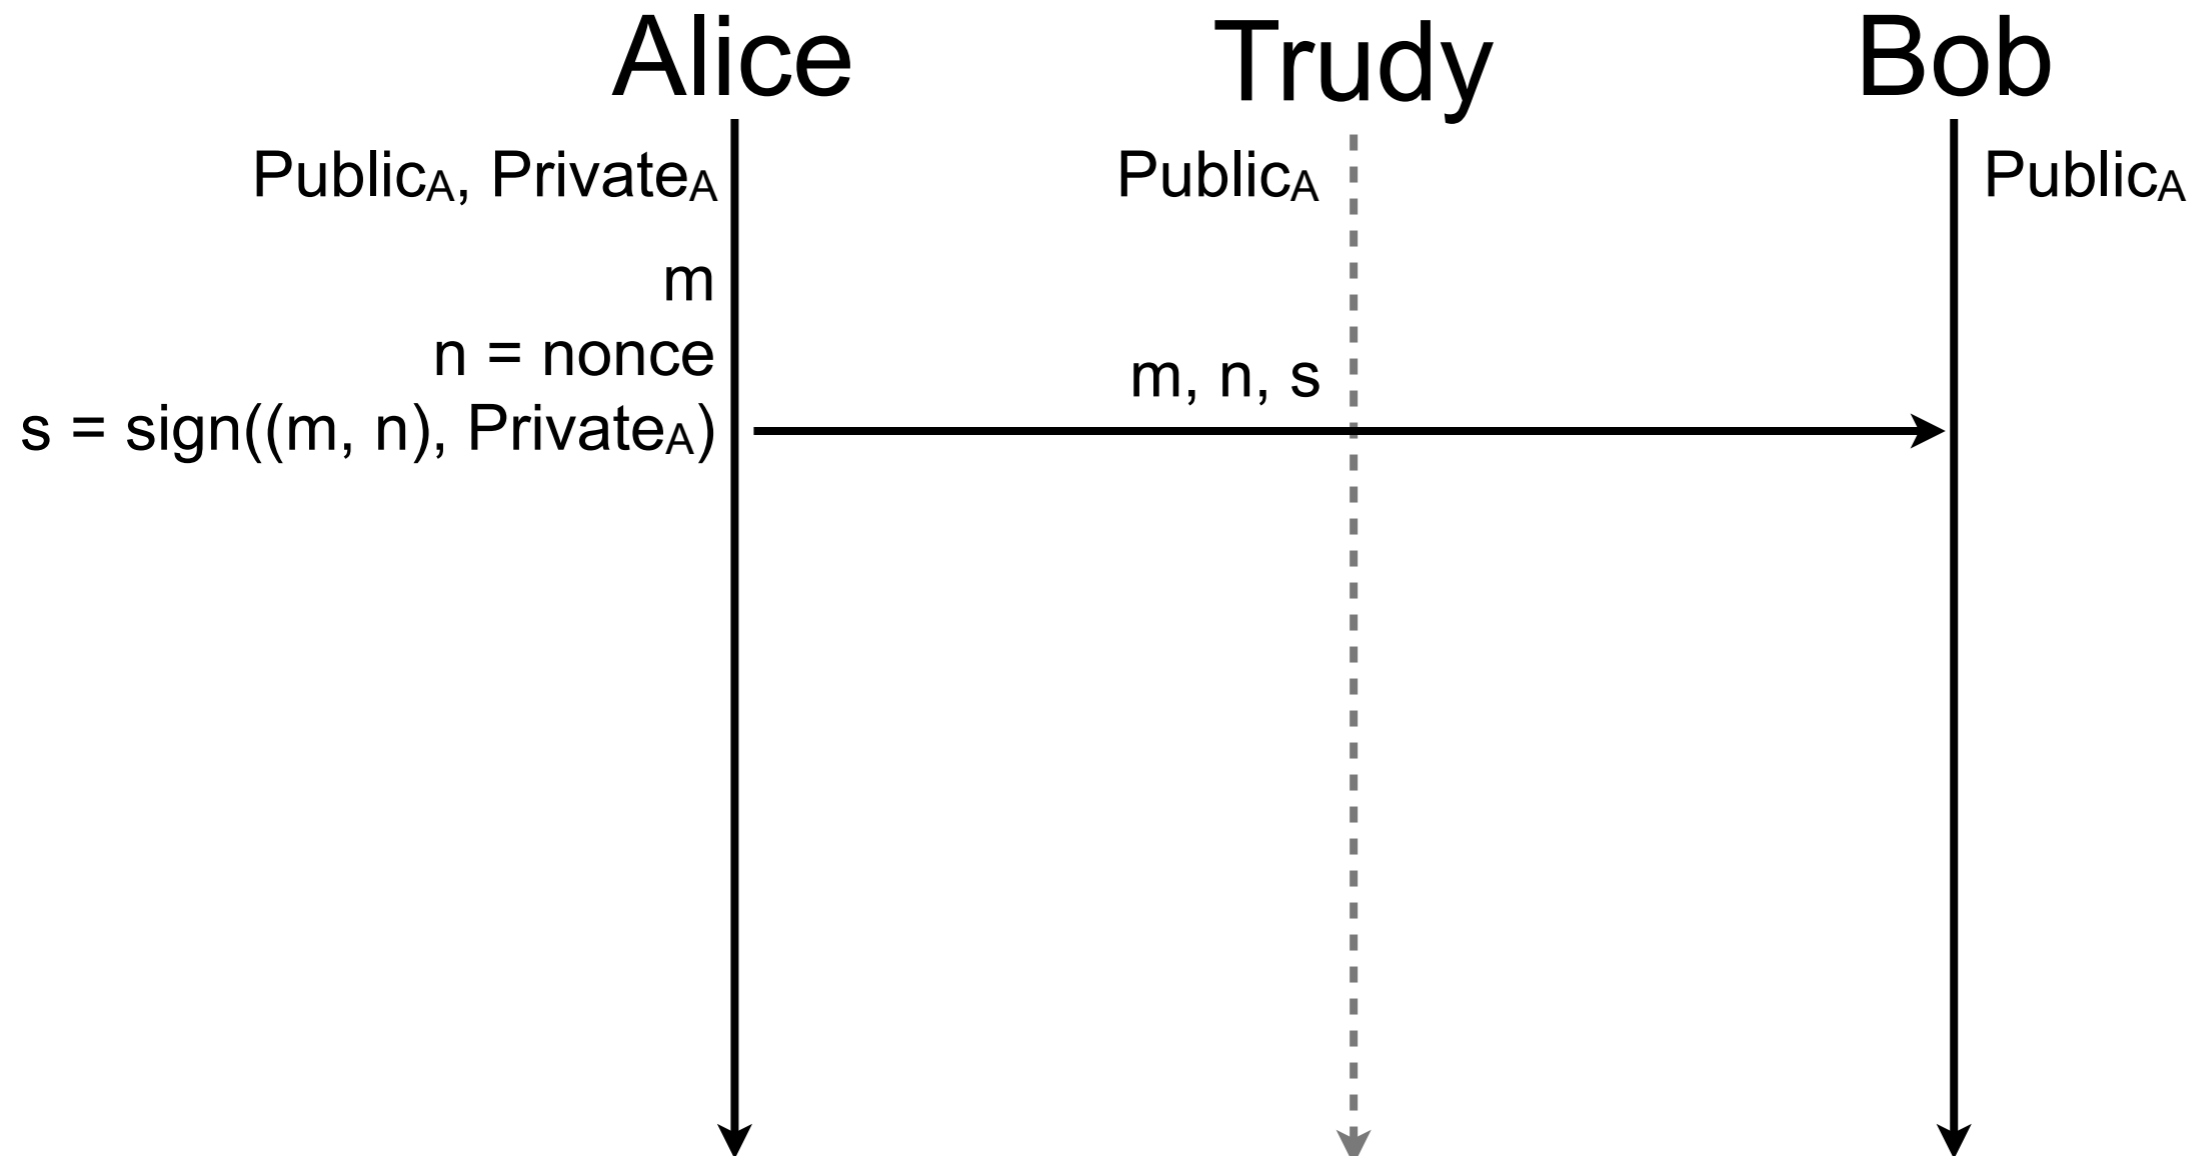 Alice Trudy Bob
PublicA, PrivateA PublicA PublicA
m
n = nonce
m, n, s
s = sign((m, n), PrivateA)